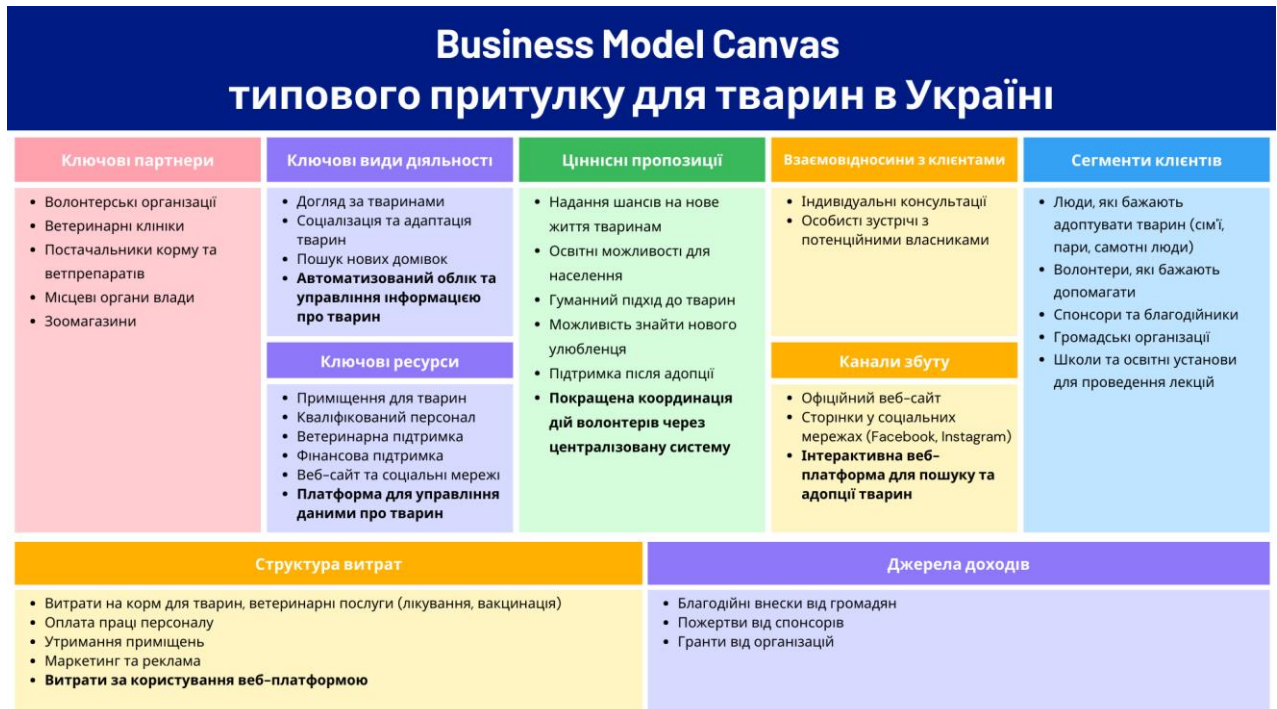 Business Model Canvas
типового притулку для тварин в Україні
Ключові партнери
• Волонтерські організації
• Ветеринарні клініки
• Постачальники корму та
ветпрепаратів
• Місцеві органи влади
• Зоомагазини
Ключові види діяльності
• Догляд за тваринами
• Соціалізація та адаптація
тварин
• Пошук нових домівок
• Автоматизований облік та
управління інформацією
про тварин
Ключові ресурси
• Приміщення для тварин
• Кваліфікований персонал
• Ветеринарна підтримка
• Фінансова підтримка
• Веб-сайт та соціальні мережі
• Платформа для управління
даними про тварин
Ціннісні пропозиції
• Надання шансів на нове
життя тваринам
• Освітні можливості для
населення
• Гуманний підхід до тварин
• Можливість знайти нового
улюбленця
• Підтримка після адопції
• Покращена координація
дій волонтерів через
централізовану систему
Взаємовідносини з клієнтами
• Індивідуальні консультації
• Особисті зустрічі з
потенційними власниками
Канали збуту
• Офіційний веб-сайт
• Сторінки у соціальних
мережах (Facebook, Instagram)
• Інтерактивна веб-
платформа для пошуку та
адопції тварин
Сегменти клієнтів
• Люди, які бажають
адоптувати тварин (сім'ї,
пари, самотні люди)
• Волонтери, які бажають
допомагати
• Спонсори та благодійники
• Громадські організації
• Школи та освітні установи
для проведення лекцій
Структура витрат
• Витрати на корм для тварин, ветеринарні послуги (лікування, вакцинація)
• Оплата праці персоналу
• Утримання приміщень
• Маркетинг та реклама
• Витрати за користування веб-платформою
Джерела доходів
• Благодійні внески від громадян
• Пожертви від спонсорів
• Гранти від організацій